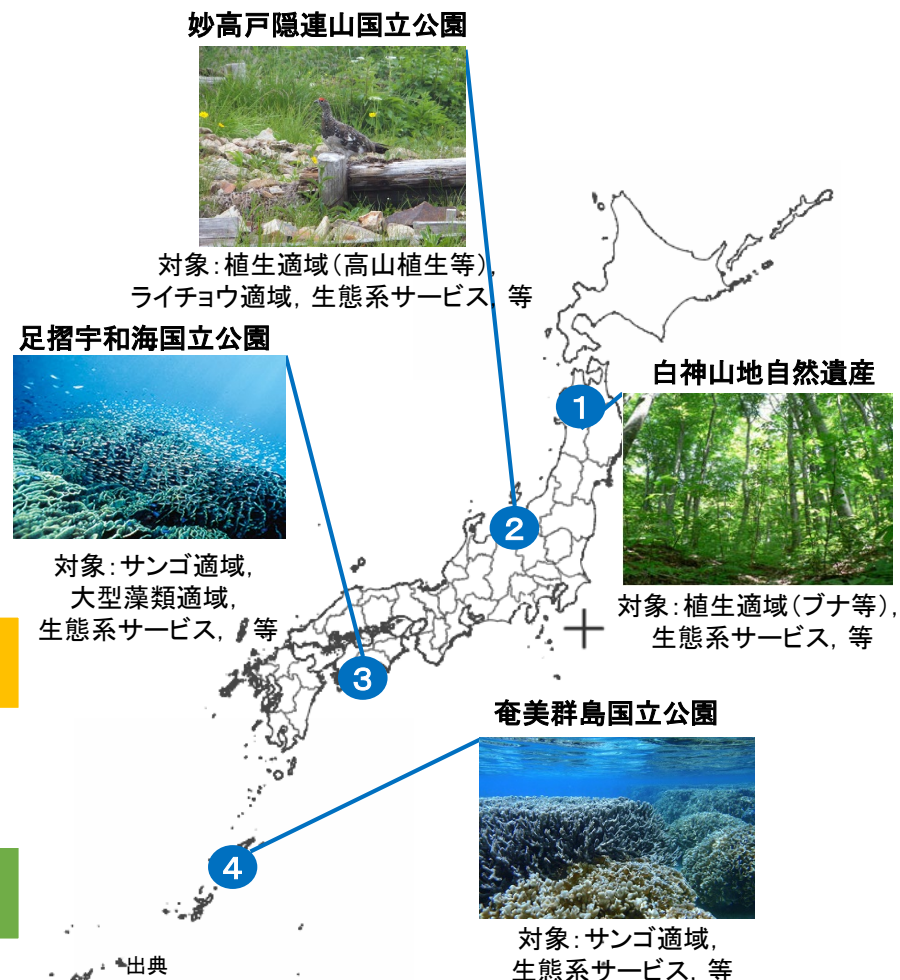 妙高戸隠連山国立公園
対象：植生適域（高山植生等），
ライチョウ適域，生態系サービス，等
足摺宇和海国立公園
対象：サンゴ適域，
大型藻類適域，
生態系サービス，等
白神山地自然遺産
対象：植生適域（ブナ等），
生態系サービス，等
奄美群島国立公園
対象：サンゴ適域，
生態系サービス，等
1
2
3
4
出典